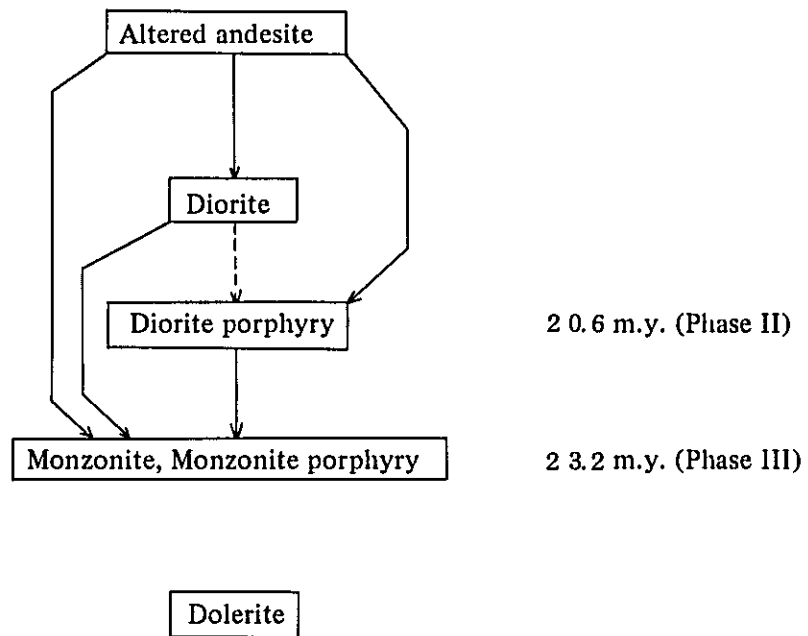 Altered andesite
Diorite
Diorite porphyry 2 0.6 m.y. (Phase II)
Monzonite, Monzonite porphyry 2 3.2 m.y. (Phase III)
Dolerite